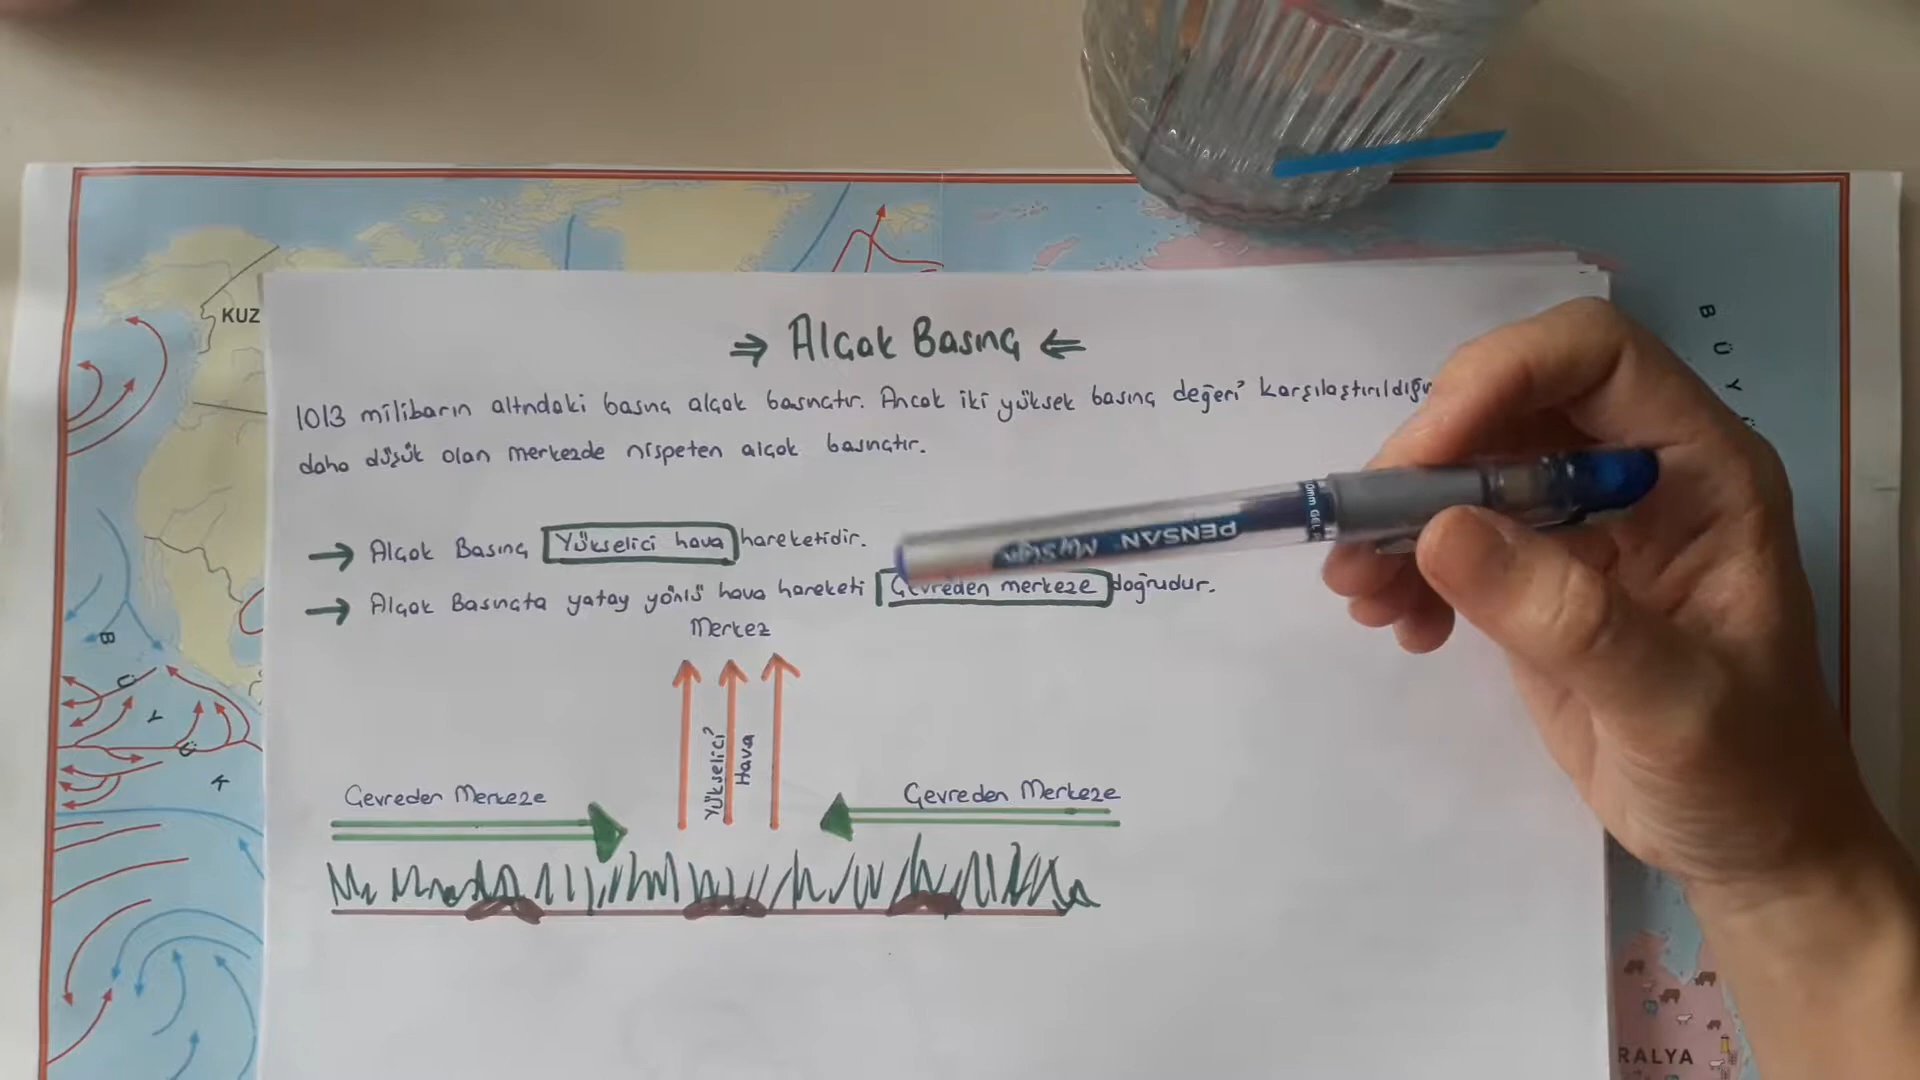 ⇒ Alçak Basınç ⇐
1013 milibarın altındaki basınç alçak basınçtır. Ancak iki yüksek basınç değeri karşılaştırıldığın
daha düşük olan merkezde nispeten alçak basınçtır.
→ Alçak Basınç Yükselici hava hareketidir.
→ Alçak Basınçta yatay yönlü hava hareketi Çevreden merkeze doğrudur.
Merkez
Yükselici
Hava
Çevreden Merkeze
Çevreden Merkeze
PENSAN
KUZ
B Ü Y Ü K
B Ü Y
RALYA